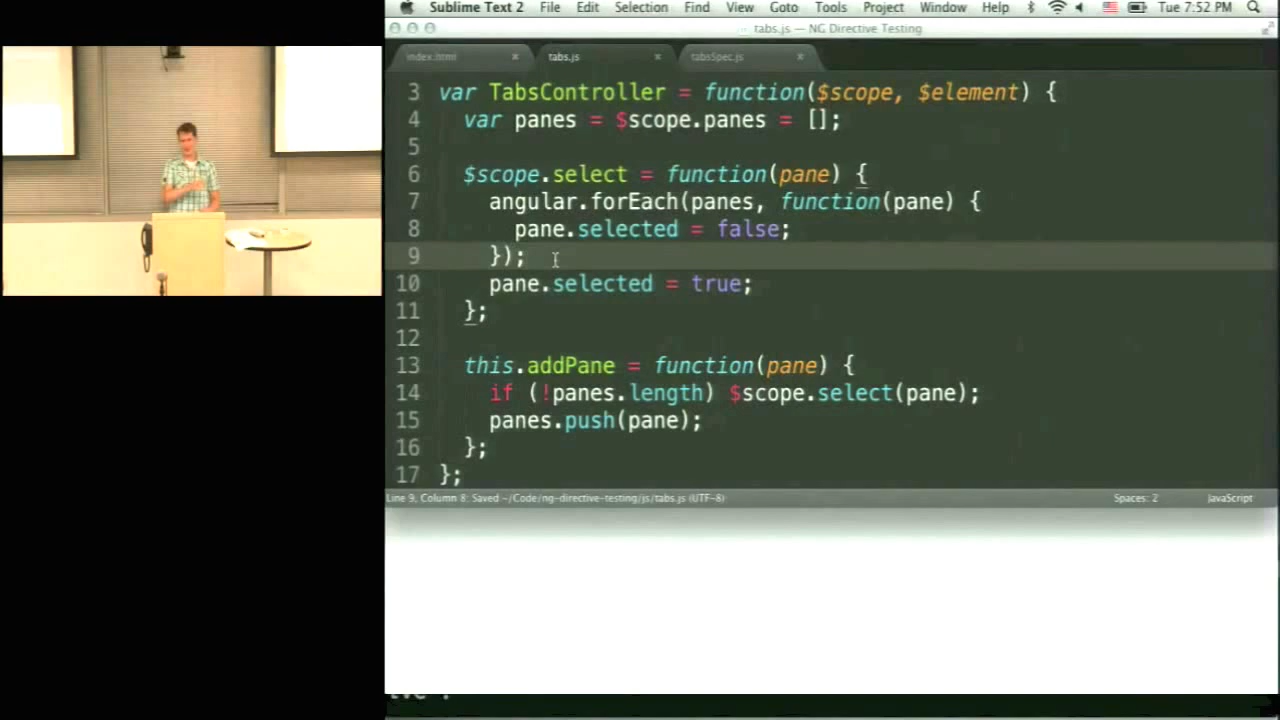 Sublime Text 2 File Edit Selection Find View Goto Tools Project Window Help Tue 7:52 PM
tabs.js — NG Directive Testing
index.html × tabs.js × tabsSpec.js ×
3 var TabsController = function($scope, $element) {
4 var panes = $scope.panes = [];
5
6 $scope.select = function(pane) {
7 angular.forEach(panes, function(pane) {
8 pane.selected = false;
9 });
10 pane.selected = true;
11 };
12
13 this.addPane = function(pane) {
14 if (!panes.length) $scope.select(pane);
15 panes.push(pane);
16 };
17 };
Line 9, Column 8: Saved ~/Code/ng-directive-testing/js/tabs.js (UTF-8) Spaces: 2 JavaScript